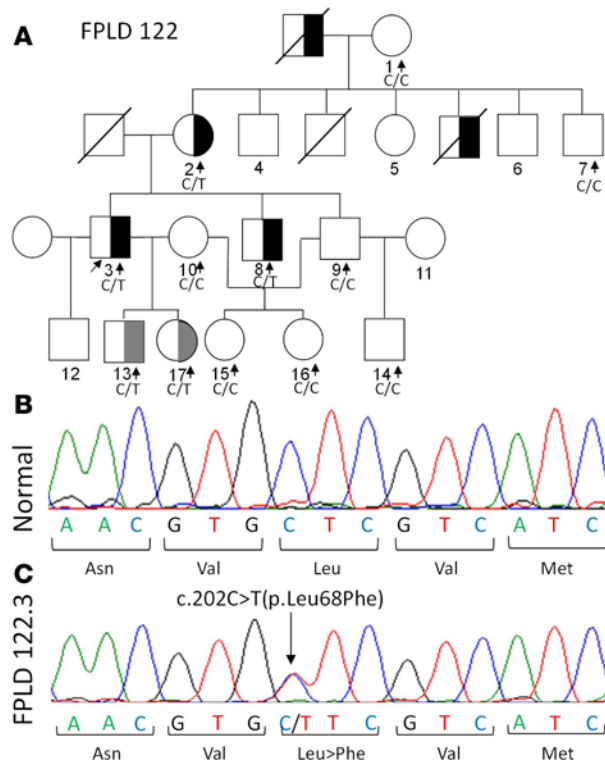 A FPLD 122
1
C/C
2 4 5 6 7
C/T C/C
3 10 8 9 11
C/T C/C C/T C/C
12 13 17 15 16 14
C/T C/T C/C C/C C/C
B
Normal
A A C G T G C T C G T C A T C
Asn Val Leu Val Met
C
c.202C>T(p.Leu68Phe)
FPLD 122.3
A A C G T G C/T T C G T C A T C
Asn Val Leu>Phe Val Met